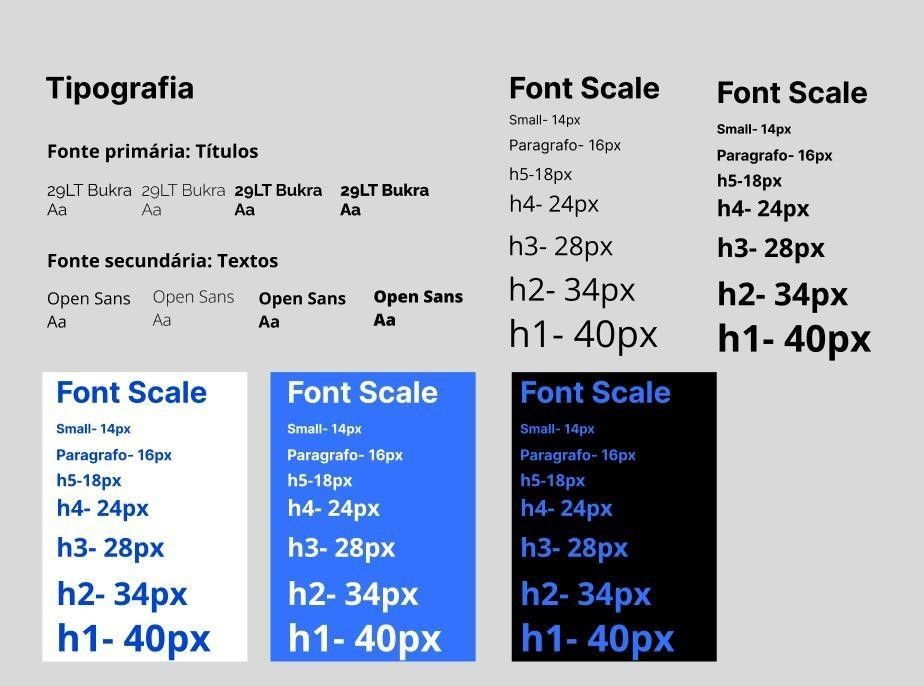 Tipografia
Fonte primária: Títulos
29LT Bukra 29LT Bukra 29LT Bukra 29LT Bukra
Aa Aa Aa Aa
Fonte secundária: Textos
Open Sans Open Sans Open Sans Open Sans
Aa Aa Aa Aa
Font Scale
Small- 14px
Paragrafo- 16px
h5-18px
h4- 24px
h3- 28px
h2- 34px
h1- 40px
Font Scale
Small- 14px
Paragrafo- 16px
h5-18px
h4- 24px
h3- 28px
h2- 34px
h1- 40px
Font Scale
Small- 14px
Paragrafo- 16px
h5-18px
h4- 24px
h3- 28px
h2- 34px
h1- 40px
Font Scale
Small- 14px
Paragrafo- 16px
h5-18px
h4- 24px
h3- 28px
h2- 34px
h1- 40px
Font Scale
Small- 14px
Paragrafo- 16px
h5-18px
h4- 24px
h3- 28px
h2- 34px
h1- 40px